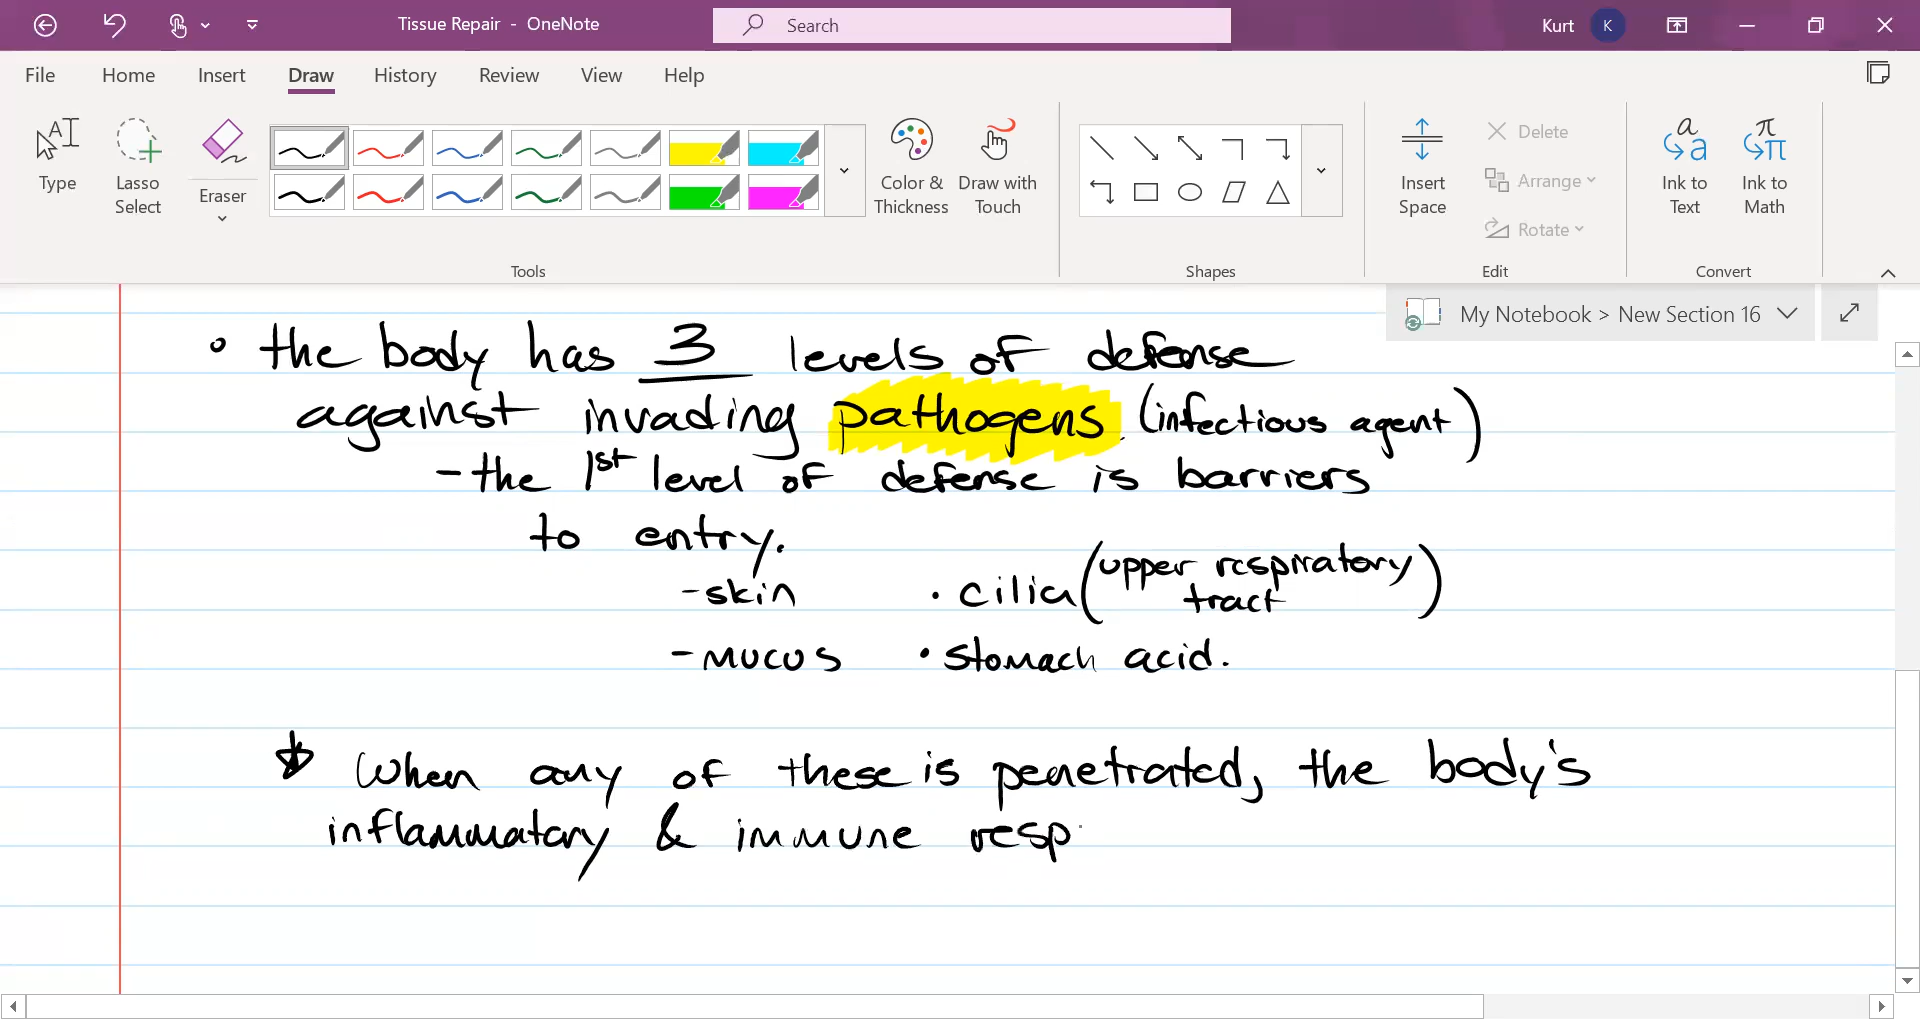 Tissue Repair - OneNote
Search
Kurt
K
File Home Insert Draw History Review View Help
Type
Lasso Select
Eraser
Color & Thickness
Draw with Touch
Insert Space
Delete
Arrange
Rotate
Ink to Text
Ink to Math
Tools
Shapes
Edit
Convert
My Notebook > New Section 16
• the body has 3 levels of defense
against invading pathogens (infectious agent)
- the 1st level of defense is barriers
to entry.
- skin • cilia (upper respiratory tract)
- mucus • stomach acid.
When any of these is penetrated, the body's
inflammatory & immune resp